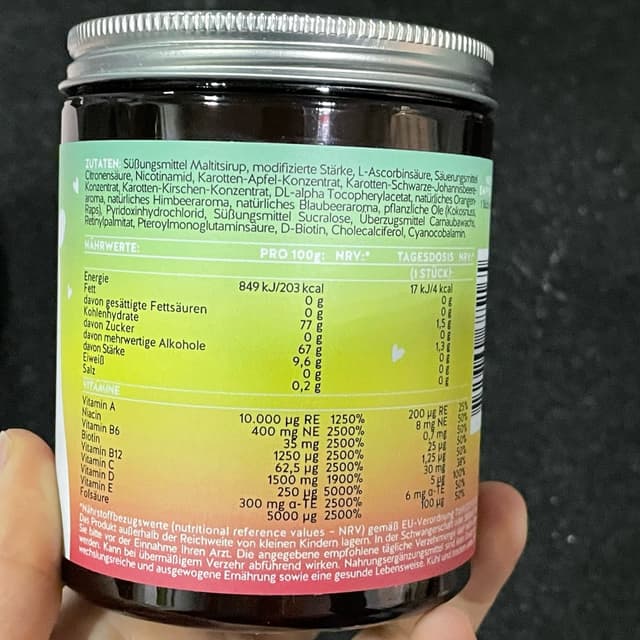 ZUTATEN: Süßungsmittel Maltitsirup, modifizierte Stärke, L-Ascorbinsäure, Säuerungsmittel
Citronensäure, Nicotinamid, Karotten-Apfel-Konzentrat, Karotten-Schwarze-Johannisbeere-
Konzentrat, Karotten-Kirschen-Konzentrat, DL-alpha Tocopherylacetat, natürliches Orangen-
aroma, natürliches Himbeeraroma, natürliches Blaubeeraroma, pflanzliche Öle (Kokosnuss,
Raps), Pyridoxinhydrochlorid, Süßungsmittel Sucralose, Überzugsmittel Carnaubawachs,
Retinylpalmitat, Pteroylmonoglutaminsäure, D-Biotin, Cholecalciferol, Cyanocobalamin.
NÄHRWERTE: PRO 100g: NRV:* TAGESDOSIS NRV:*
(1 STÜCK):
Energie 849 kJ/203 kcal 17 kJ/4 kcal
Fett 0 g 0 g
davon gesättigte Fettsäuren 0 g 0 g
Kohlenhydrate 77 g 1,5 g
davon Zucker 0 g 0 g
davon mehrwertige Alkohole 67 g 1,3 g
davon Stärke 9,6 g
Eiweiß 0 g 0 g
Salz 0,2 g 0 g
VITAMINE
Vitamin A 10.000 µg RE 1250% 200 µg RE 25%
Niacin 400 mg NE 2500% 8 mg NE 50%
Vitamin B6 35 mg 2500% 0,7 mg 50%
Biotin 1250 µg 2500% 25 µg 50%
Vitamin B12 62,5 µg 2500% 1,25 µg 50%
Vitamin C 1500 mg 1900% 30 mg 38%
Vitamin D 250 µg 5000% 5 µg 100%
Vitamin E 300 mg α-TE 2500% 6 mg α-TE 50%
Folsäure 5000 µg 2500% 100 µg 50%
*Nährstoffbezugswerte (nutritional reference values – NRV) gemäß EU-Verordnung
Das Produkt außerhalb der Reichweite von kleinen Kindern lagern. In der Schwangerschaft
Sie bitte vor der Einnahme Ihren Arzt. Die angegebene empfohlene tägliche Verzehrmenge
werden. Kann bei übermäßigem Verzehr abführend wirken. Nahrungsergänzungsmittel sind
wechslungsreiche und ausgewogene Ernährung sowie eine gesunde Lebensweise. Kühl und